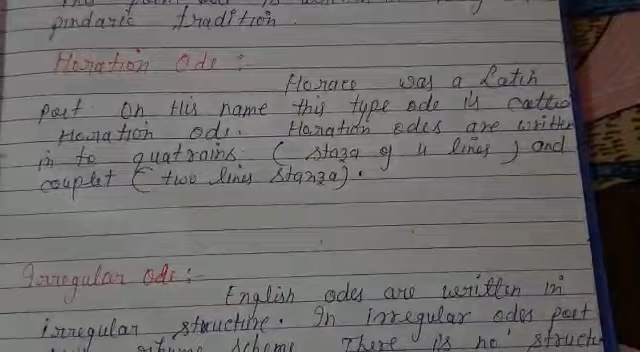 pindaric tradition.
Horation Ode :-
Horace was a Latin
poet. On His name this type ode is called
Horation ode. Horation odes are written
in to quatrains (staza of 4 lines) and
couplet (two lines stanza).
Irregular ode :-
English odes are written in
irregular structure. In irregular odes poet
scheme. There is no